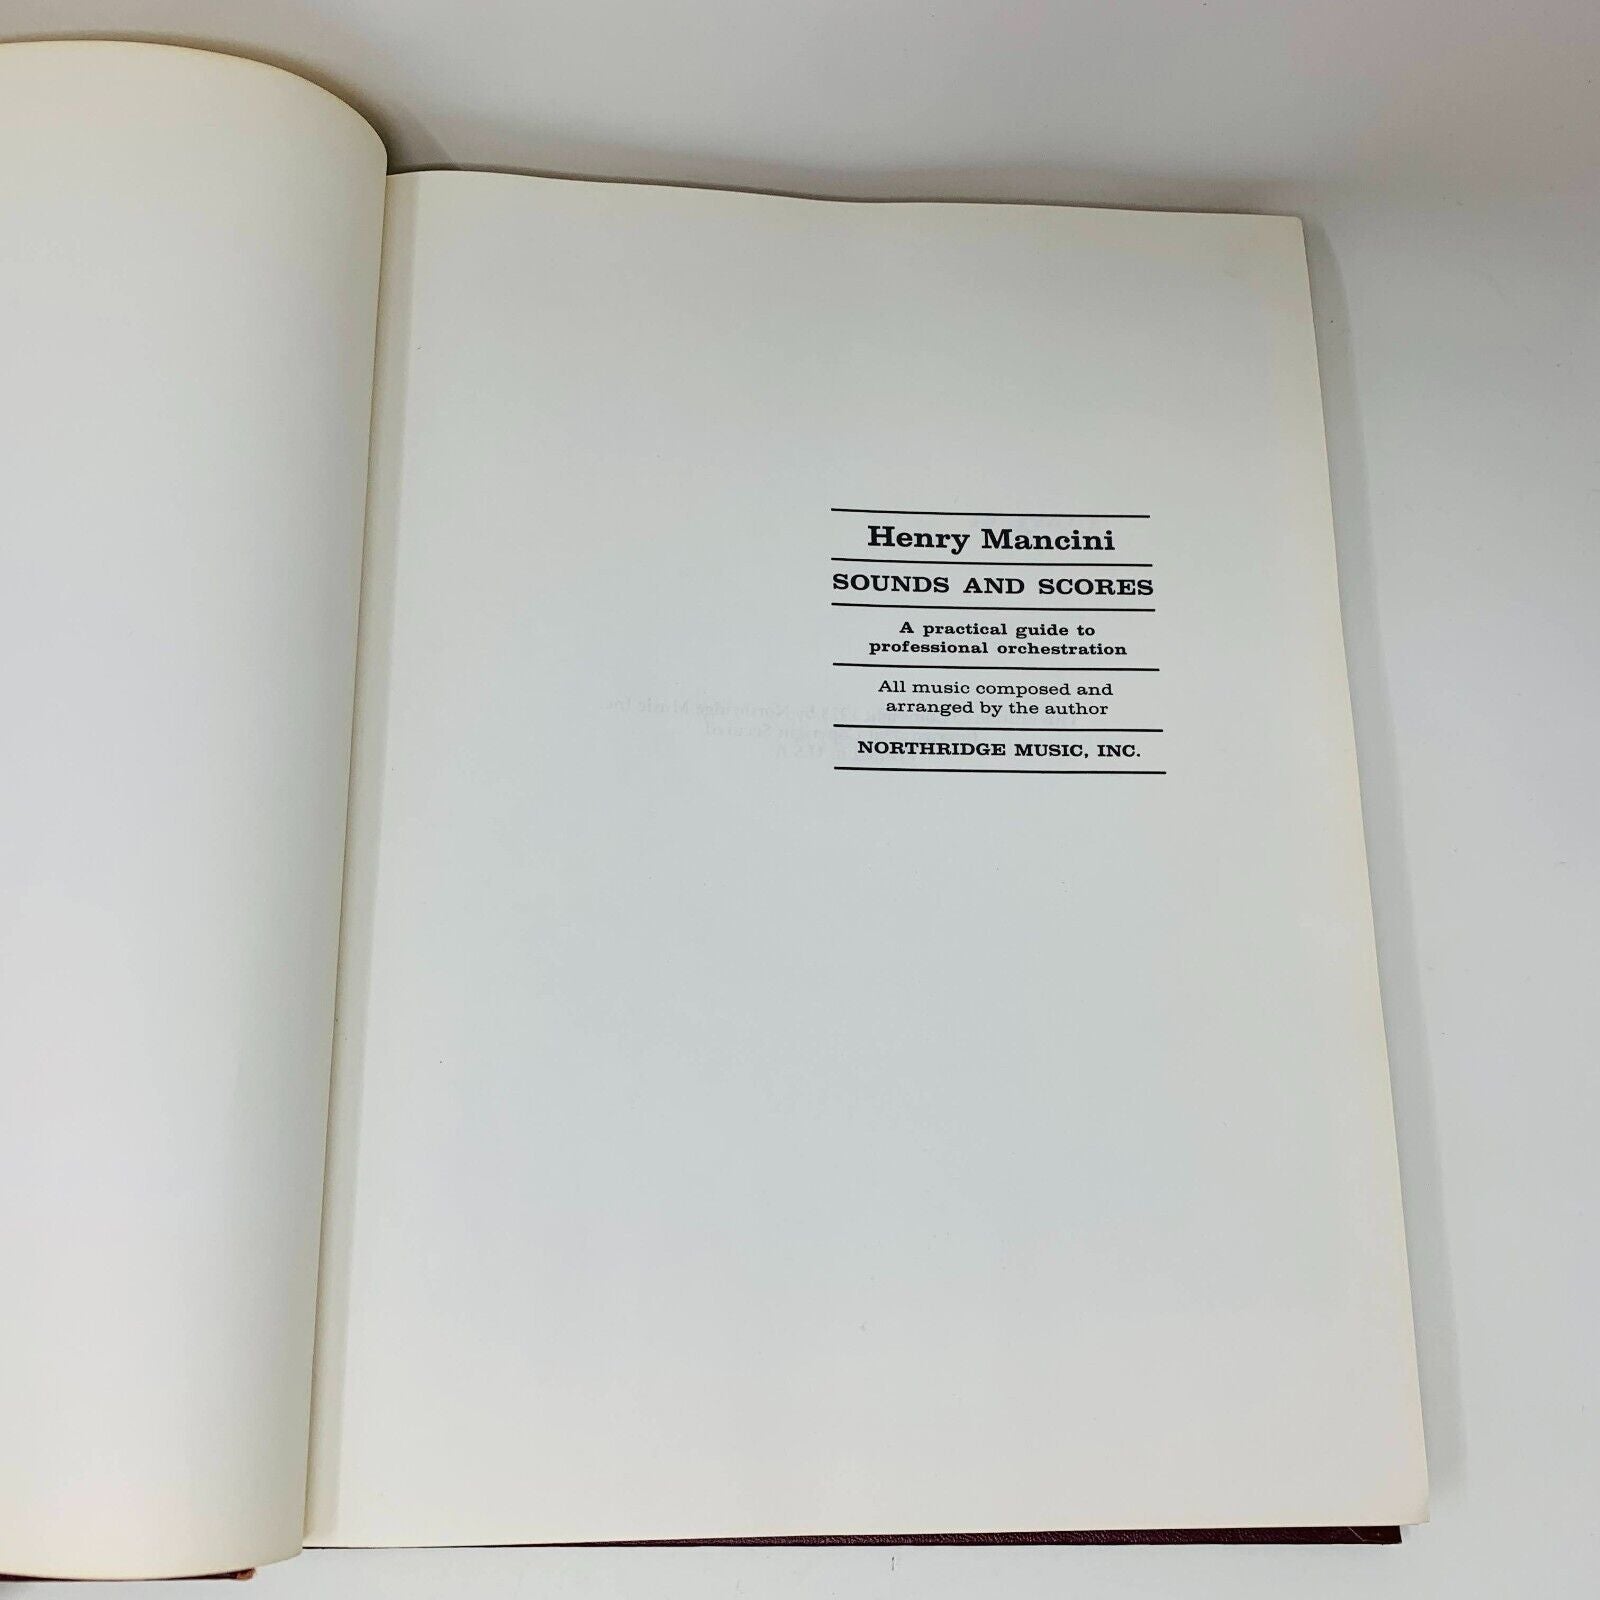 Henry Mancini
SOUNDS AND SCORES
A practical guide to
professional orchestration
All music composed and
arranged by the author
NORTHRIDGE MUSIC, INC.